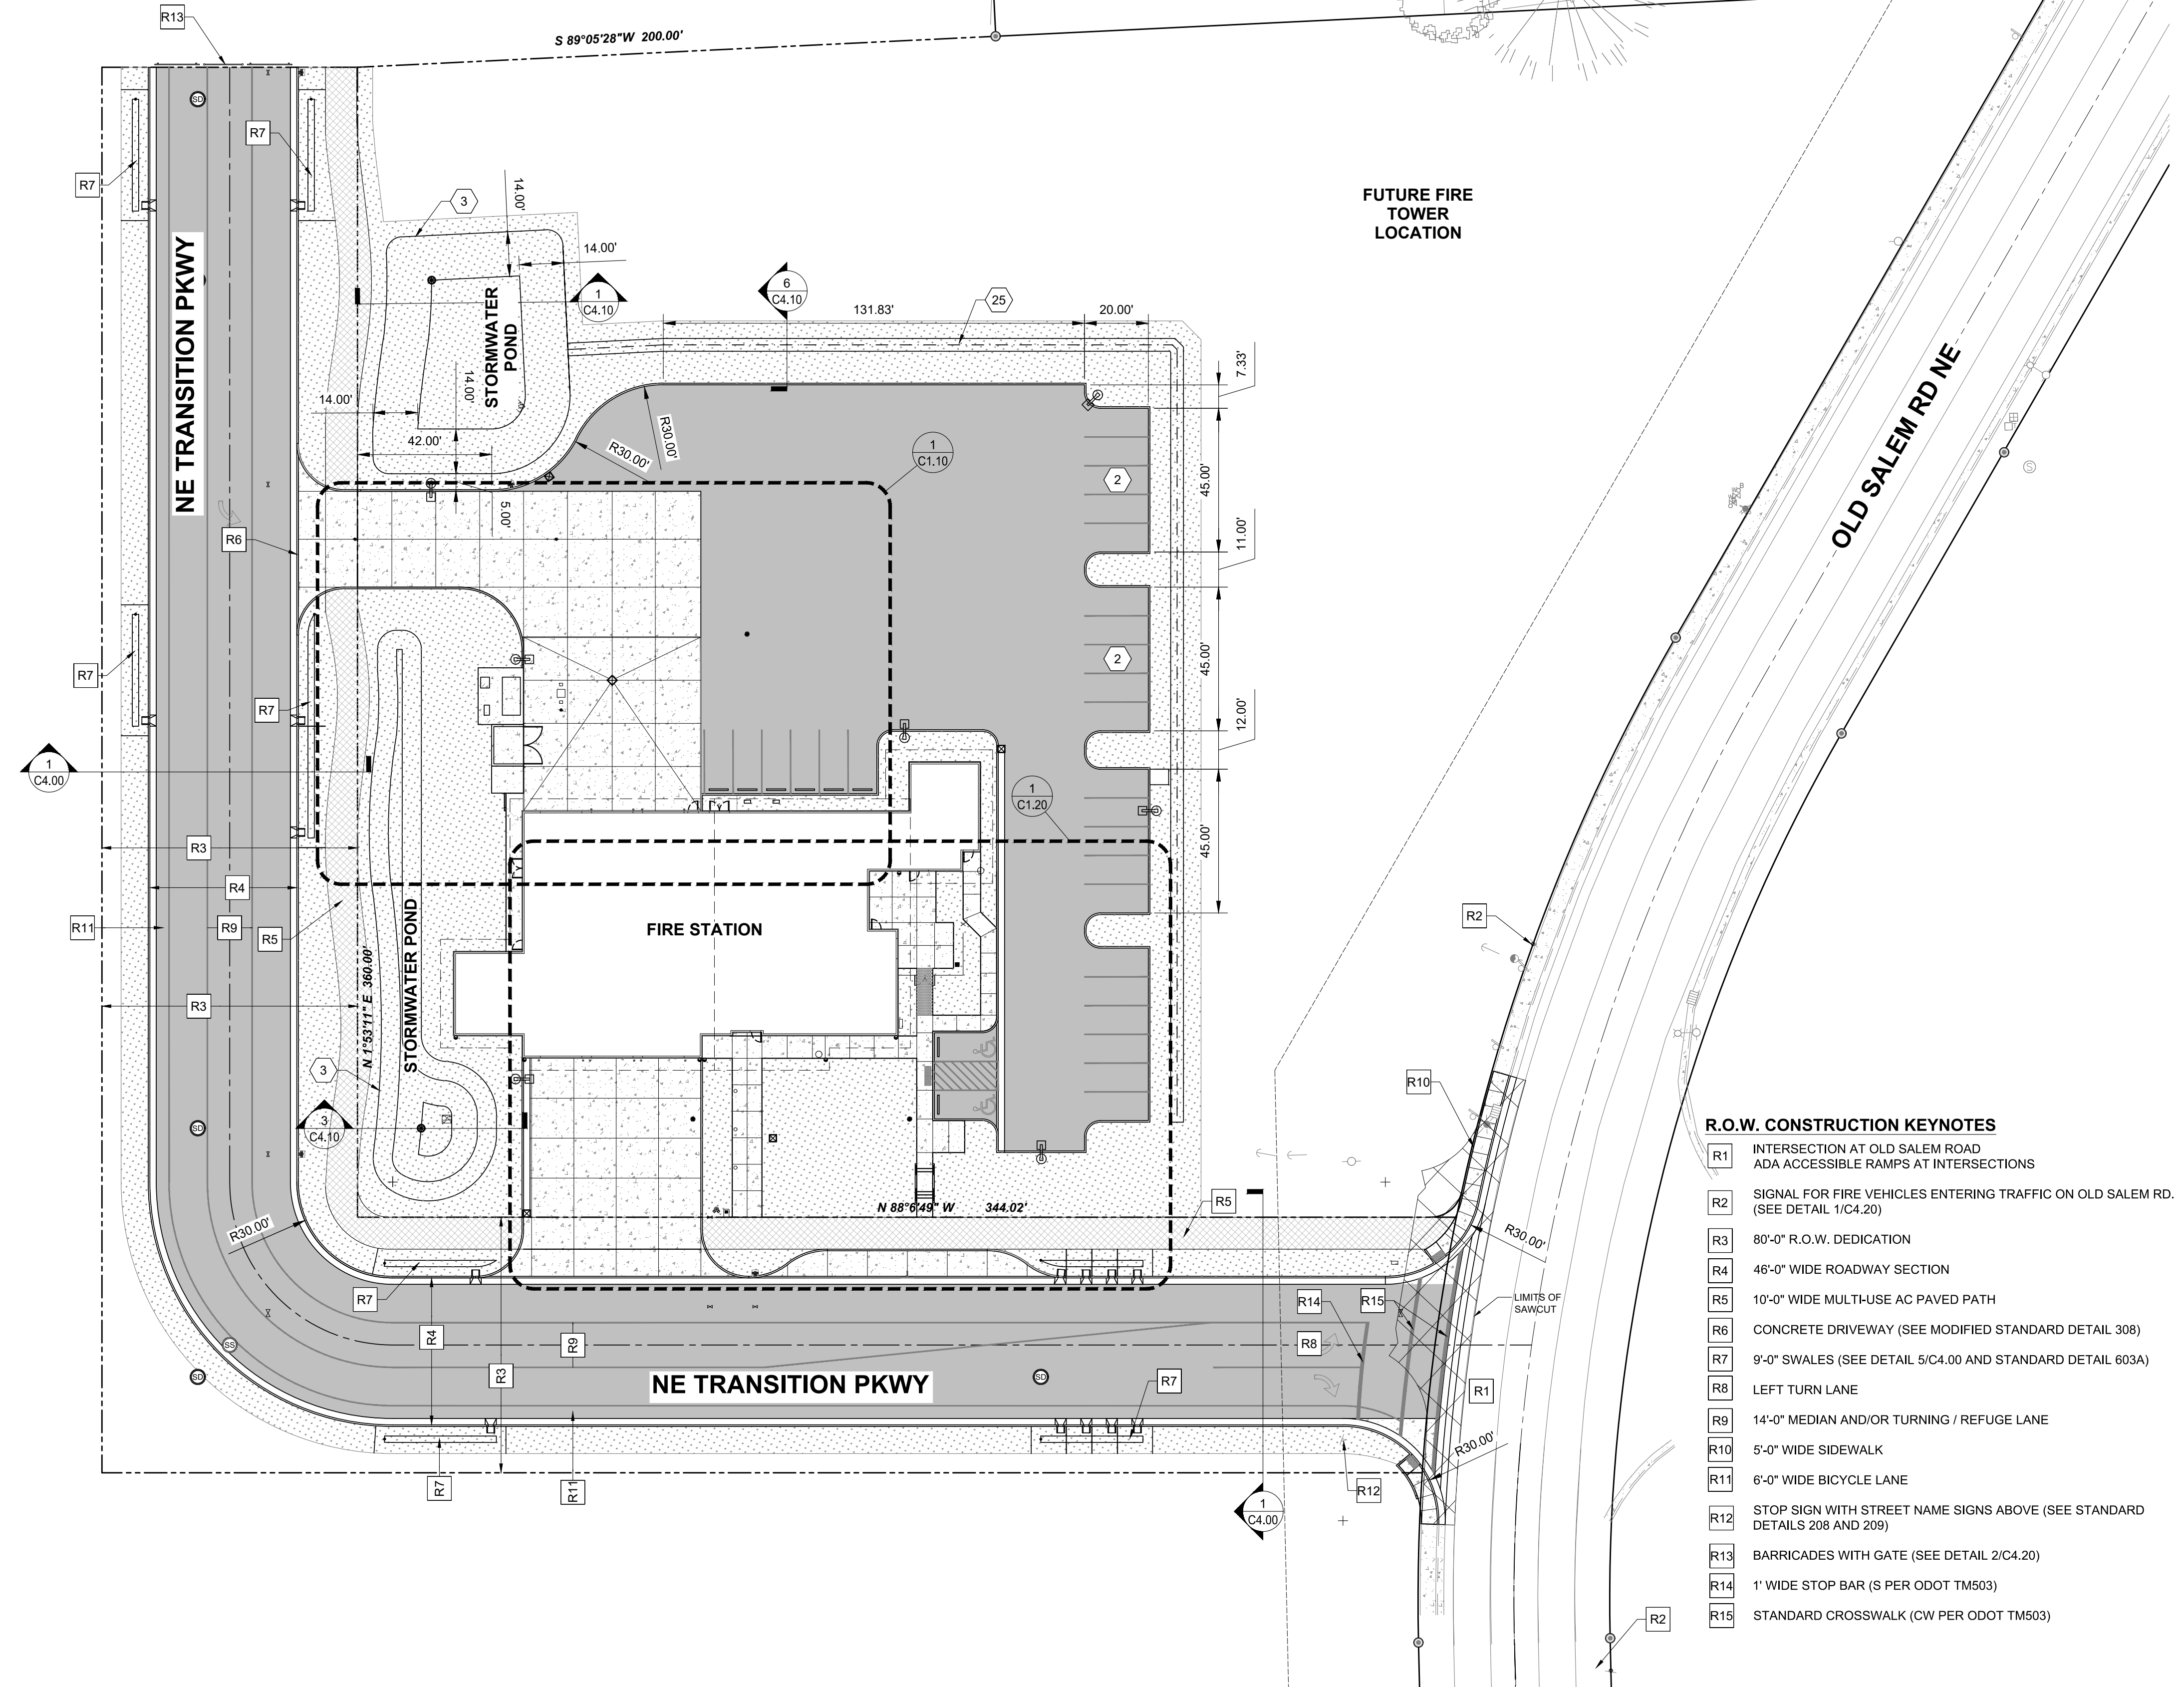 R13
S 89°05'28"W 200.00'
SD
R7
R7
3
14.00'
14.00'
1
C4.10
6
C4.10
25
131.83'
20.00'
FUTURE FIRE
TOWER
LOCATION
NE TRANSITION PKWY
STORMWATER
POND
7.33'
OLD SALEM RD NE
14.00'
14.00'
42.00'
R30.00'
R30.00'
1
C1.10
2
45.00'
S
R6
5.00'
11.00'
R7
R7
2
45.00'
12.00'
1
C4.00
1
C1.20
R3
45.00'
R4
R11
R9
R5
FIRE STATION
R2
R3
N 1°53'11" E 360.00'
STORMWATER POND
3
R10
SD
3
C4.10
N 88°6'49" W 344.02'
R5
R30.00'
R30.00'
R7
R4
R9
R3
R14
R15
LIMITS OF
SAWCUT
R8
SS
SD
NE TRANSITION PKWY
SD
R7
R1
R30.00'
R7
R11
R12
1
C4.00
R2
R.O.W. CONSTRUCTION KEYNOTES
R1 INTERSECTION AT OLD SALEM ROAD
ADA ACCESSIBLE RAMPS AT INTERSECTIONS
R2 SIGNAL FOR FIRE VEHICLES ENTERING TRAFFIC ON OLD SALEM RD.
(SEE DETAIL 1/C4.20)
R3 80'-0" R.O.W. DEDICATION
R4 46'-0" WIDE ROADWAY SECTION
R5 10'-0" WIDE MULTI-USE AC PAVED PATH
R6 CONCRETE DRIVEWAY (SEE MODIFIED STANDARD DETAIL 308)
R7 9'-0" SWALES (SEE DETAIL 5/C4.00 AND STANDARD DETAIL 603A)
R8 LEFT TURN LANE
R9 14'-0" MEDIAN AND/OR TURNING / REFUGE LANE
R10 5'-0" WIDE SIDEWALK
R11 6'-0" WIDE BICYCLE LANE
R12 STOP SIGN WITH STREET NAME SIGNS ABOVE (SEE STANDARD
DETAILS 208 AND 209)
R13 BARRICADES WITH GATE (SEE DETAIL 2/C4.20)
R14 1' WIDE STOP BAR (S PER ODOT TM503)
R15 STANDARD CROSSWALK (CW PER ODOT TM503)